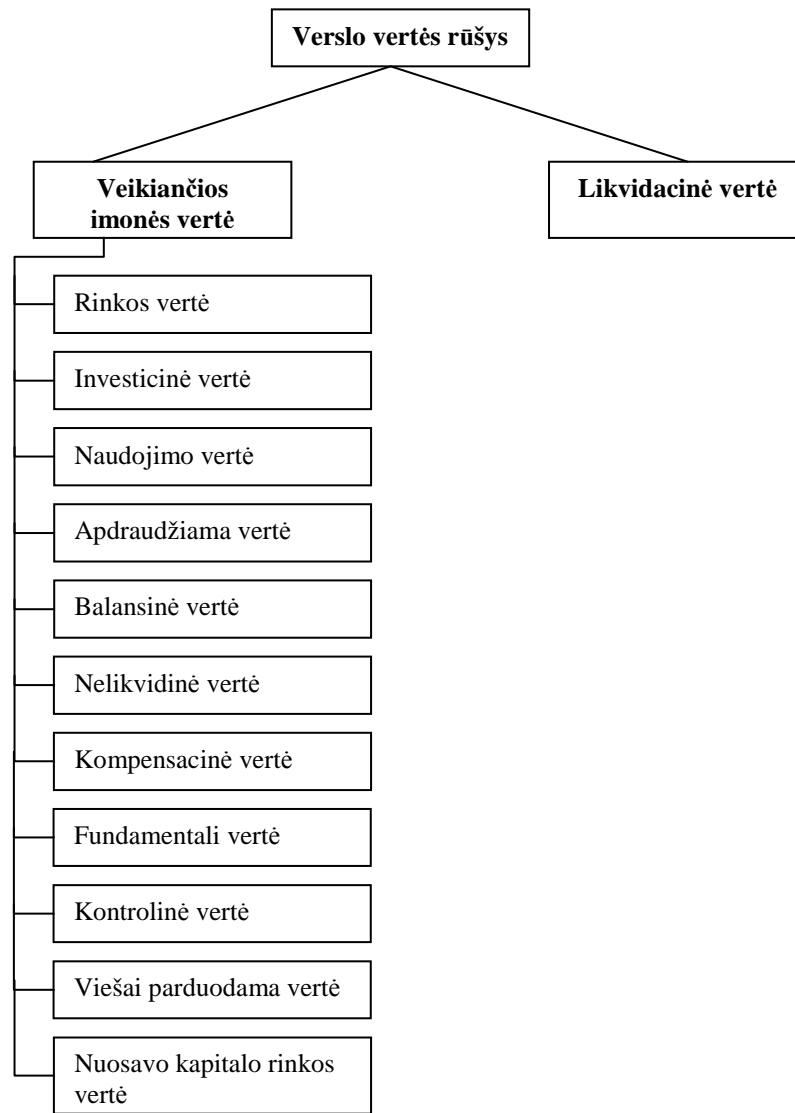 Verslo vertės rūšys
Veikiančios
imonės vertė
Likvidacinė vertė
Rinkos vertė
Investicinė vertė
Naudojimo vertė
Apdraudžiama vertė
Balansinė vertė
Nelikvidinė vertė
Kompensacinė vertė
Fundamentali vertė
Kontrolinė vertė
Viešai parduodama vertė
Nuosavo kapitalo rinkos
vertė